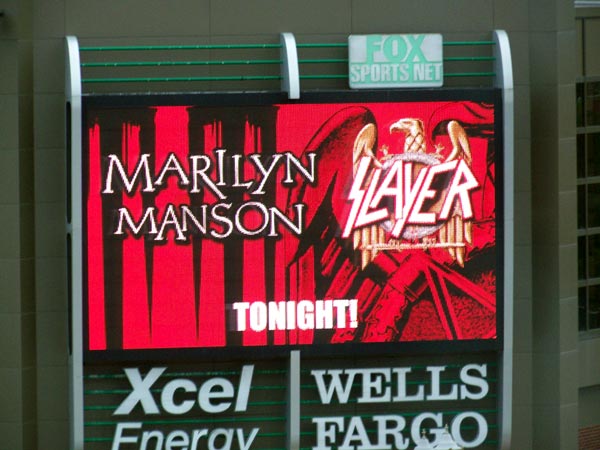 FOX
SPORTS NET
MARILYN
MANSON
SLAYER
TONIGHT!
Xcel
Energy
WELLS
FARGO